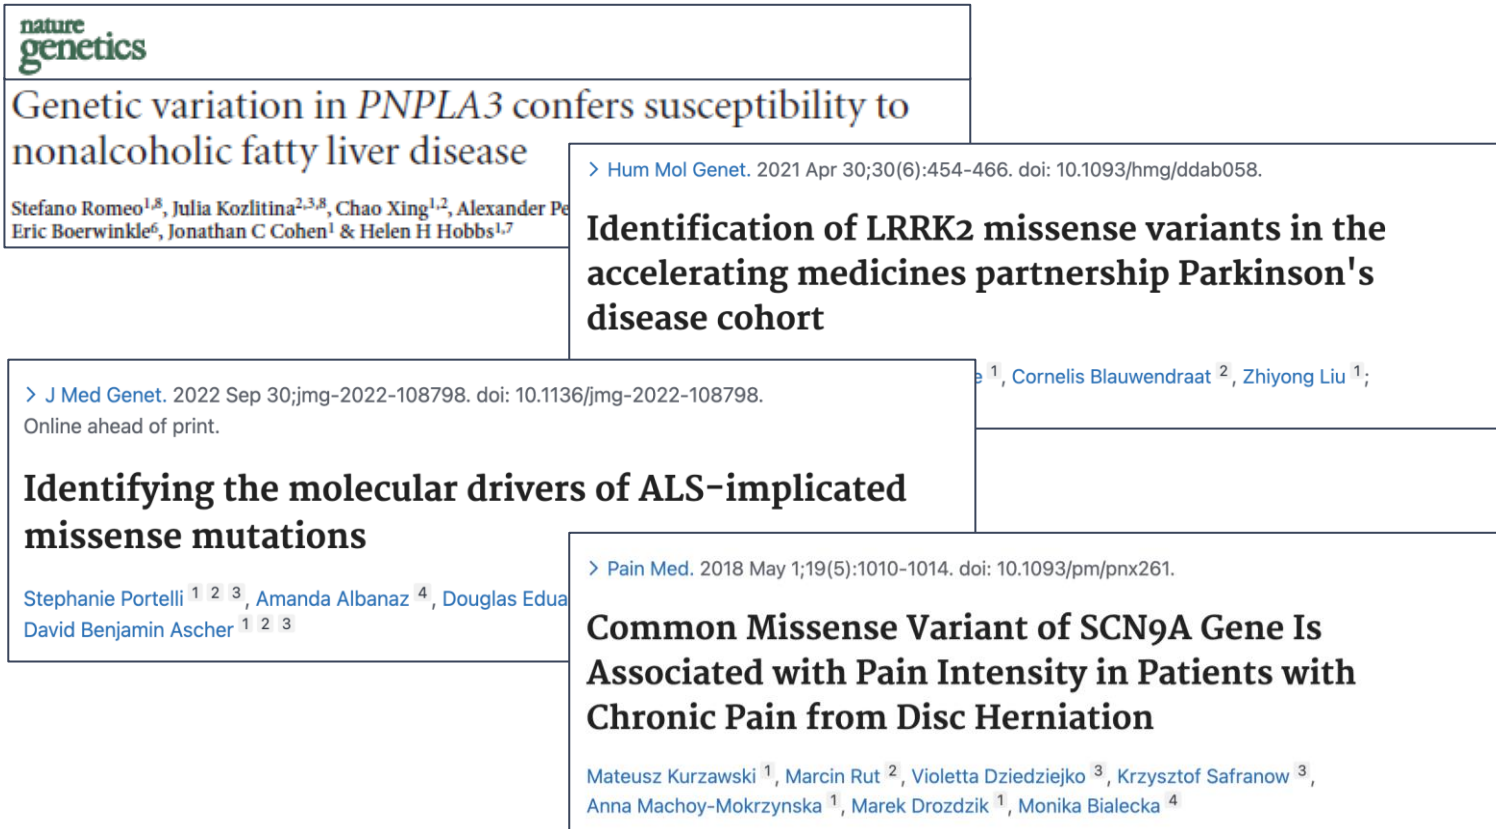 nature
genetics
Genetic variation in PNPLA3 confers susceptibility to
nonalcoholic fatty liver disease
Stefano Romeo1,8, Julia Kozlitina2,3,8, Chao Xing1,2, Alexander
Eric Boerwinkle6, Jonathan C Cohen1 & Helen H Hobbs1,7
> Hum Mol Genet. 2021 Apr 30;30(6):454-466. doi: 10.1093/hmg/ddab058.
Identification of LRRK2 missense variants in the
accelerating medicines partnership Parkinson's
disease cohort
1, Cornelis Blauwendraat 2, Zhiyong Liu 1;
> J Med Genet. 2022 Sep 30;jmg-2022-108798. doi: 10.1136/jmg-2022-108798.
Online ahead of print.
Identifying the molecular drivers of ALS-implicated
missense mutations
Stephanie Portelli 1 2 3, Amanda Albanaz 4, Douglas Edua
David Benjamin Ascher 1 2 3
> Pain Med. 2018 May 1;19(5):1010-1014. doi: 10.1093/pm/pnx261.
Common Missense Variant of SCN9A Gene Is
Associated with Pain Intensity in Patients with
Chronic Pain from Disc Herniation
Mateusz Kurzawski 1, Marcin Rut 2, Violetta Dziedziejko 3, Krzysztof Safranow 3,
Anna Machoy-Mokrzynska 1, Marek Drozdzik 1, Monika Bialecka 4